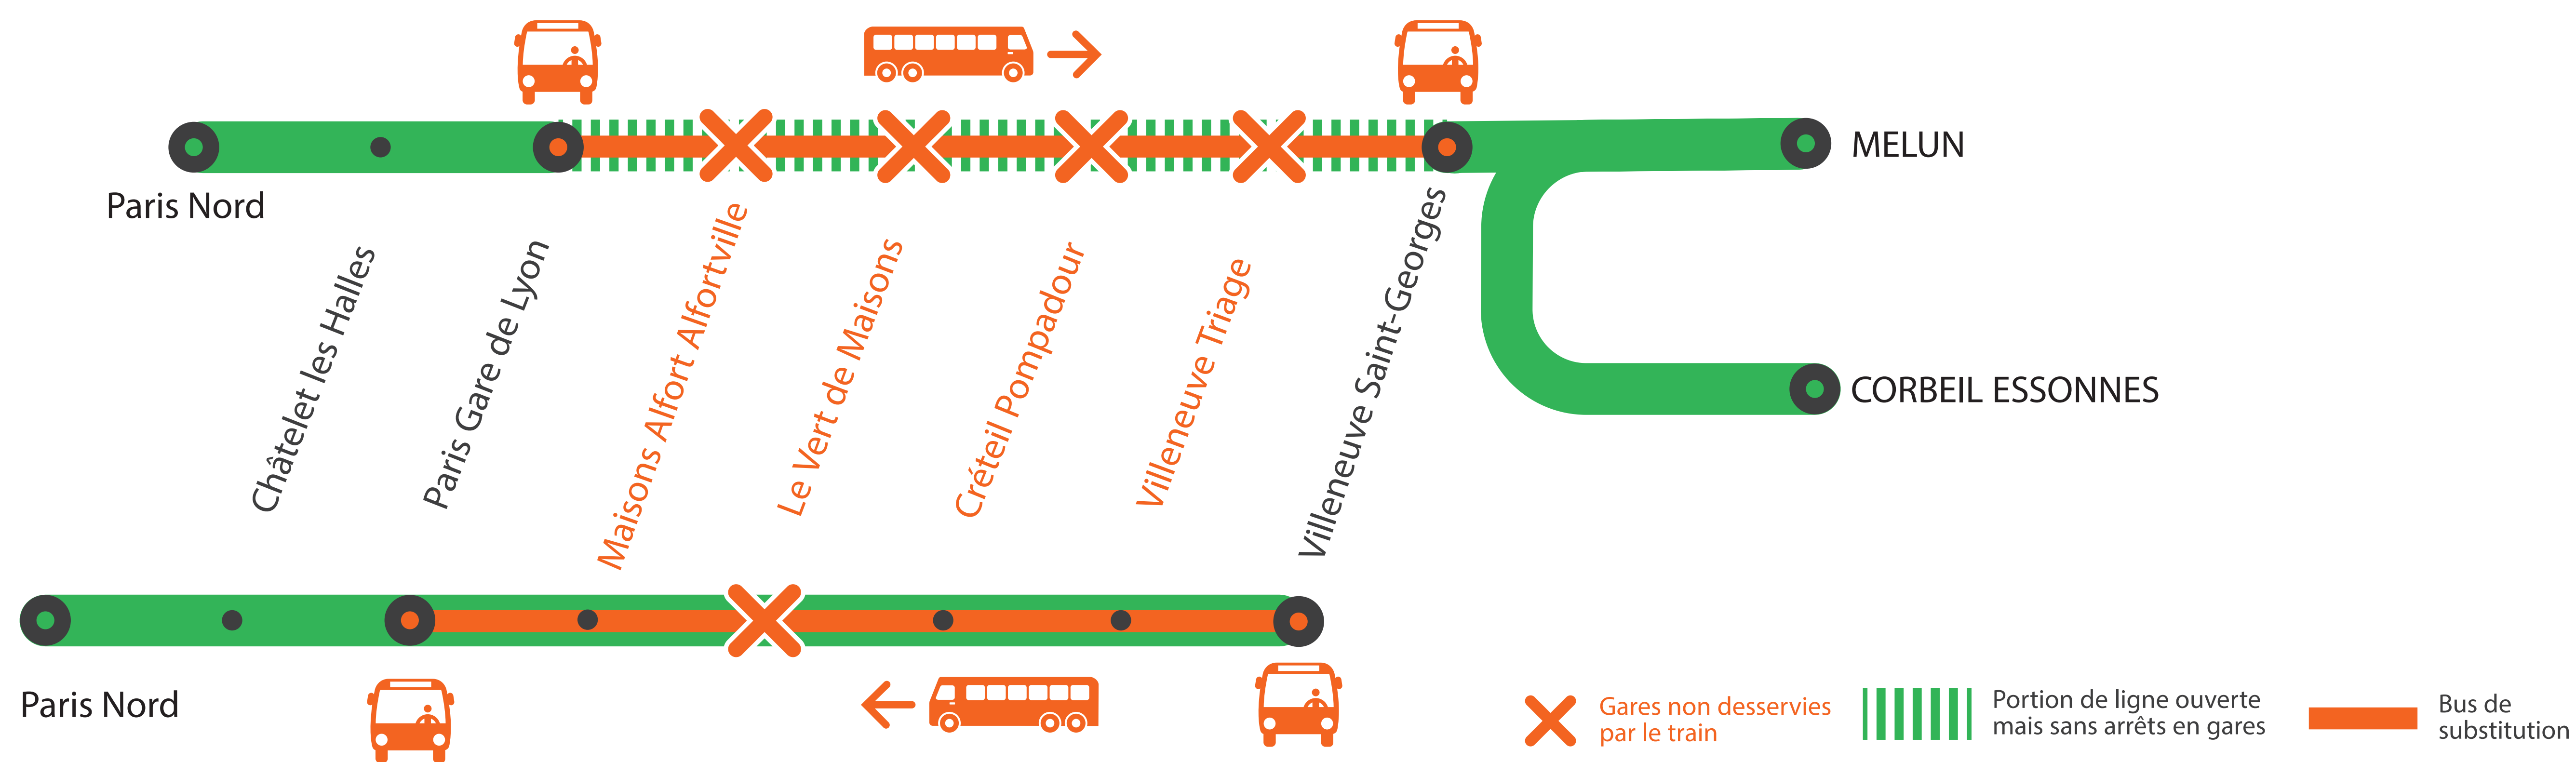 MELUN
Paris Nord
Châtelet les Halles
Paris Gare de Lyon
Maisons Alfort Alfortville
Le Vert de Maisons
Créteil Pompadour
Villeneuve Triage
Villeneuve Saint-Georges
CORBEIL ESSONNES
Paris Nord
Gares non desservies
par le train
Portion de ligne ouverte
mais sans arrêts en gares
Bus de
substitution